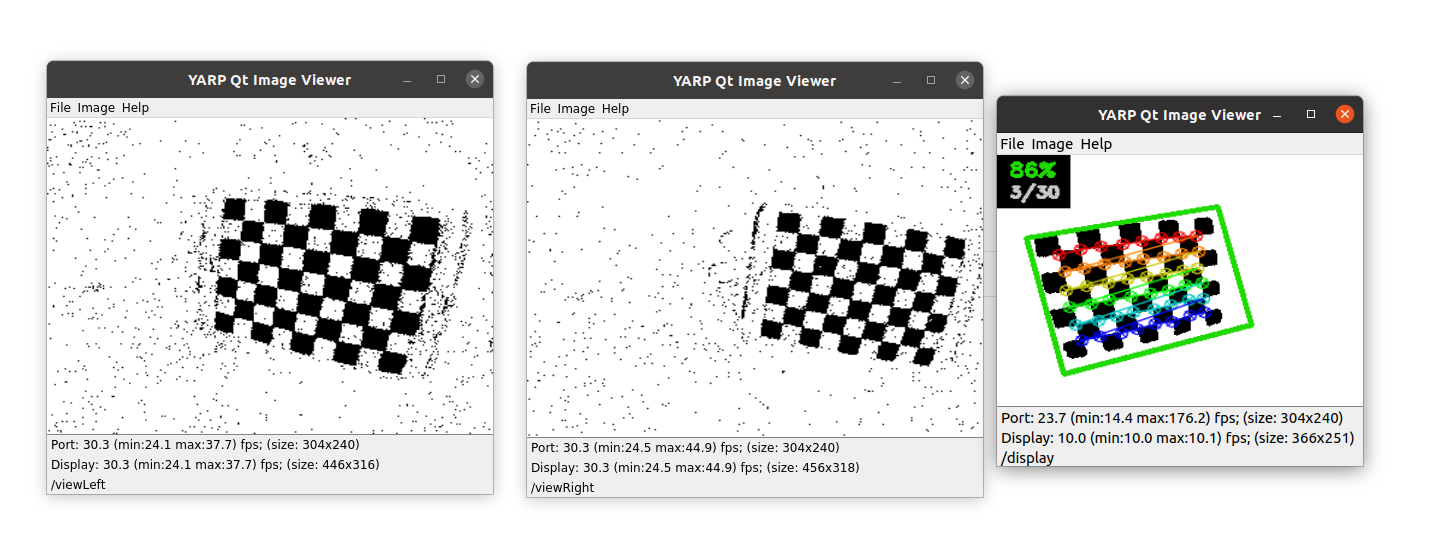 YARP Qt Image Viewer
File Image Help
Port: 30.3 (min:24.1 max:37.7) fps; (size: 304x240)
Display: 30.3 (min:24.1 max:37.7) fps; (size: 446x316)
/viewLeft
YARP Qt Image Viewer
File Image Help
Port: 30.3 (min:24.5 max:44.9) fps; (size: 304x240)
Display: 30.3 (min:24.5 max:44.9) fps; (size: 456x318)
/viewRight
YARP Qt Image Viewer
File Image Help
86%
3/30
Port: 23.7 (min:14.4 max:176.2) fps; (size: 304x240)
Display: 10.0 (min:10.0 max:10.1) fps; (size: 366x251)
/display